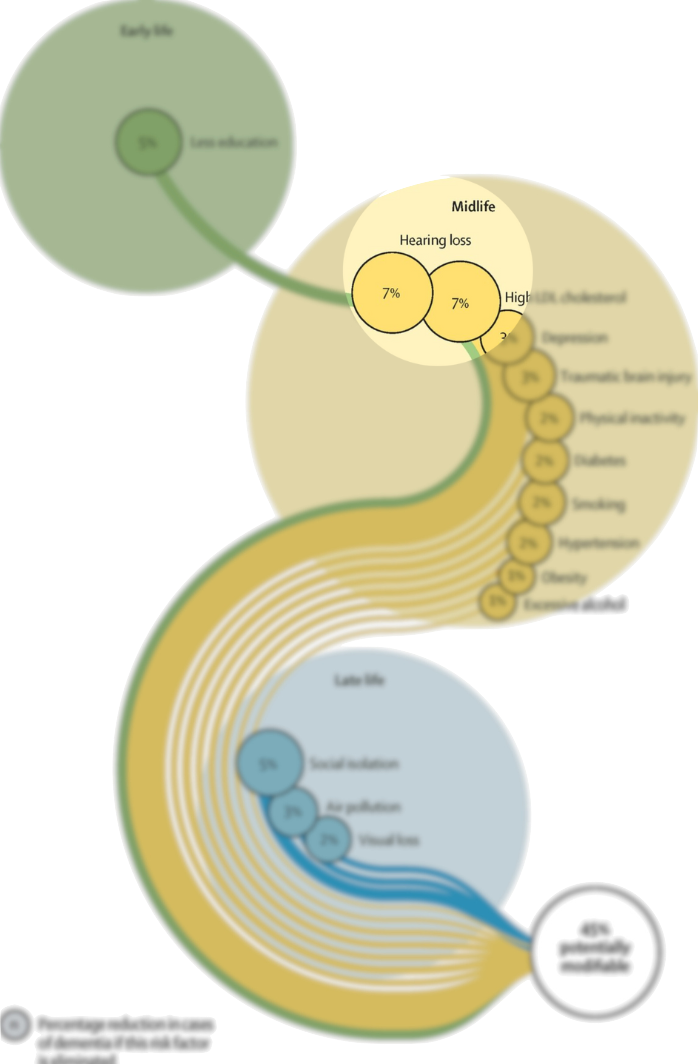 Early life
5%
Less education
Midlife
Hearing loss
7%
7%
High LDL cholesterol
3%
Depression
3%
Traumatic brain injury
2%
Physical inactivity
2%
Diabetes
2%
Smoking
2%
Hypertension
Obesity
Excessive alcohol
Late life
5%
Social isolation
3%
Air pollution
2%
Visual loss
45%
potentially
modifiable
Percentage reduction in cases
of dementia if this risk factor
is eliminated